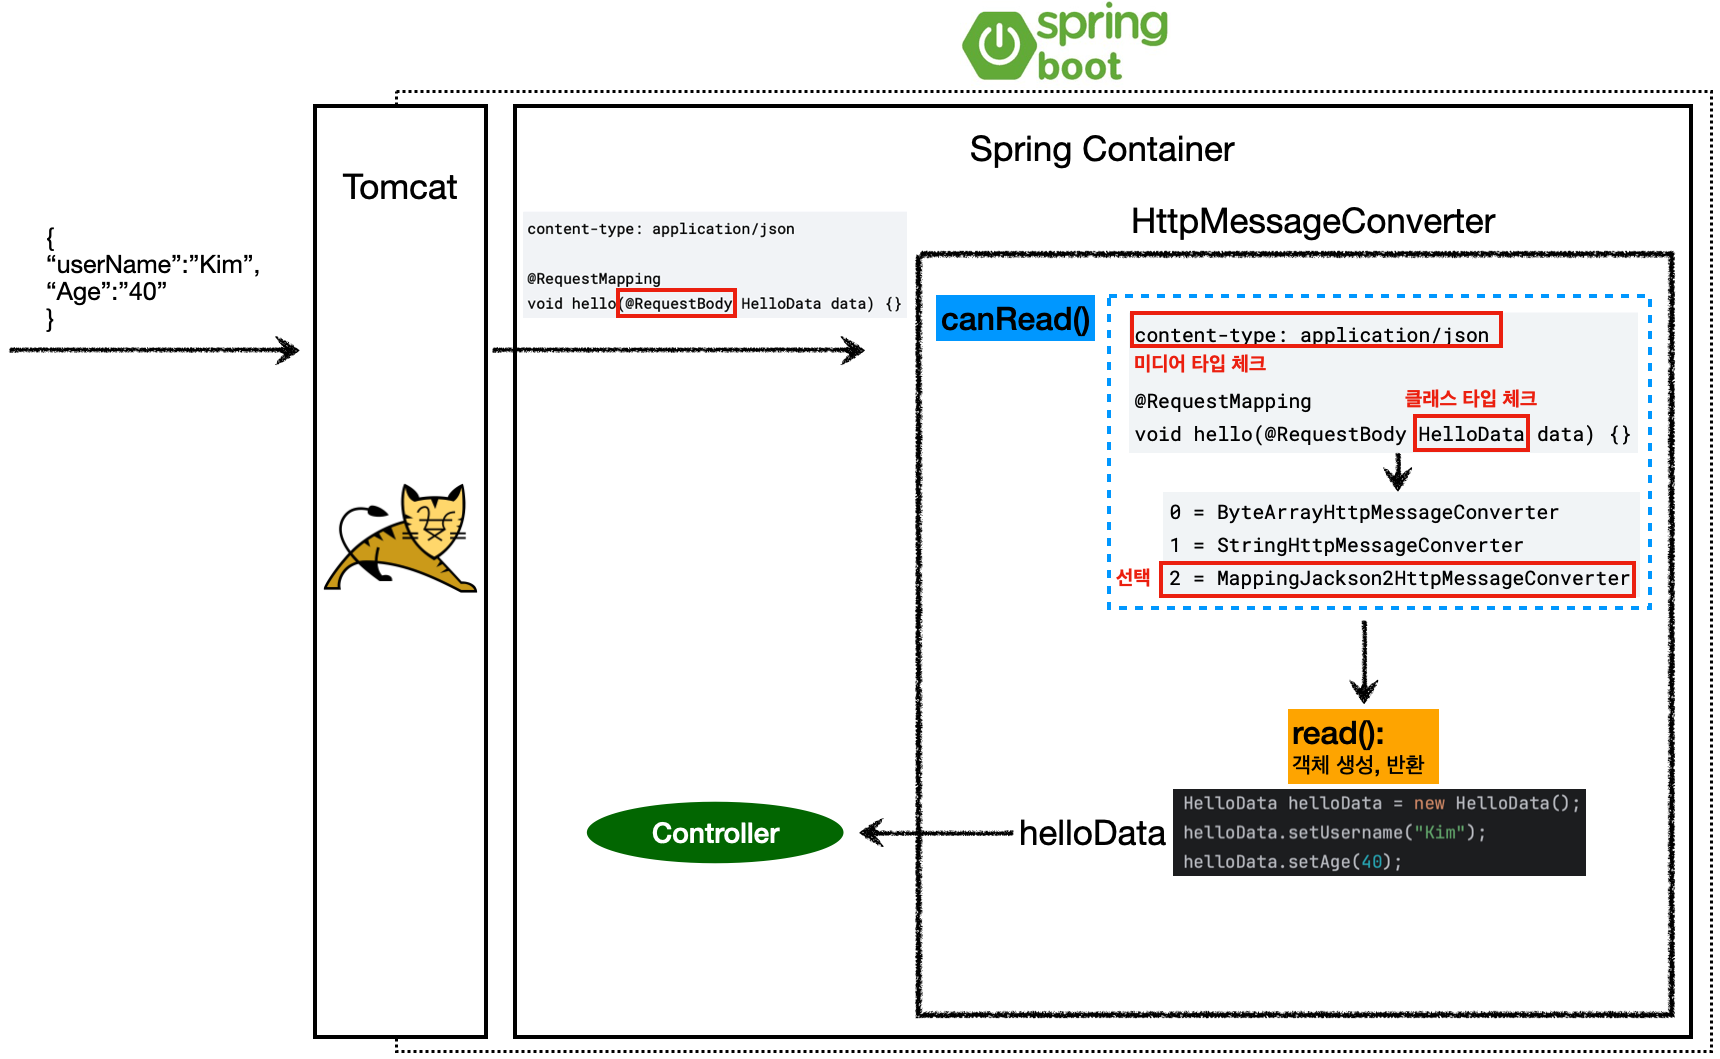 spring
boot
Spring Container
Tomcat
{
“userName”:”Kim”,
“Age”:”40”
}
content-type: application/json
@RequestMapping
void hello(@RequestBody HelloData data) {}
HttpMessageConverter
canRead()
content-type: application/json
미디어 타입 체크
@RequestMapping
클래스 타입 체크
void hello(@RequestBody HelloData data) {}
0 = ByteArrayHttpMessageConverter
1 = StringHttpMessageConverter
선택
2 = MappingJackson2HttpMessageConverter
read():
객체 생성, 반환
HelloData helloData = new HelloData();
helloData.setUsername("Kim");
helloData.setAge(40);
helloData
Controller